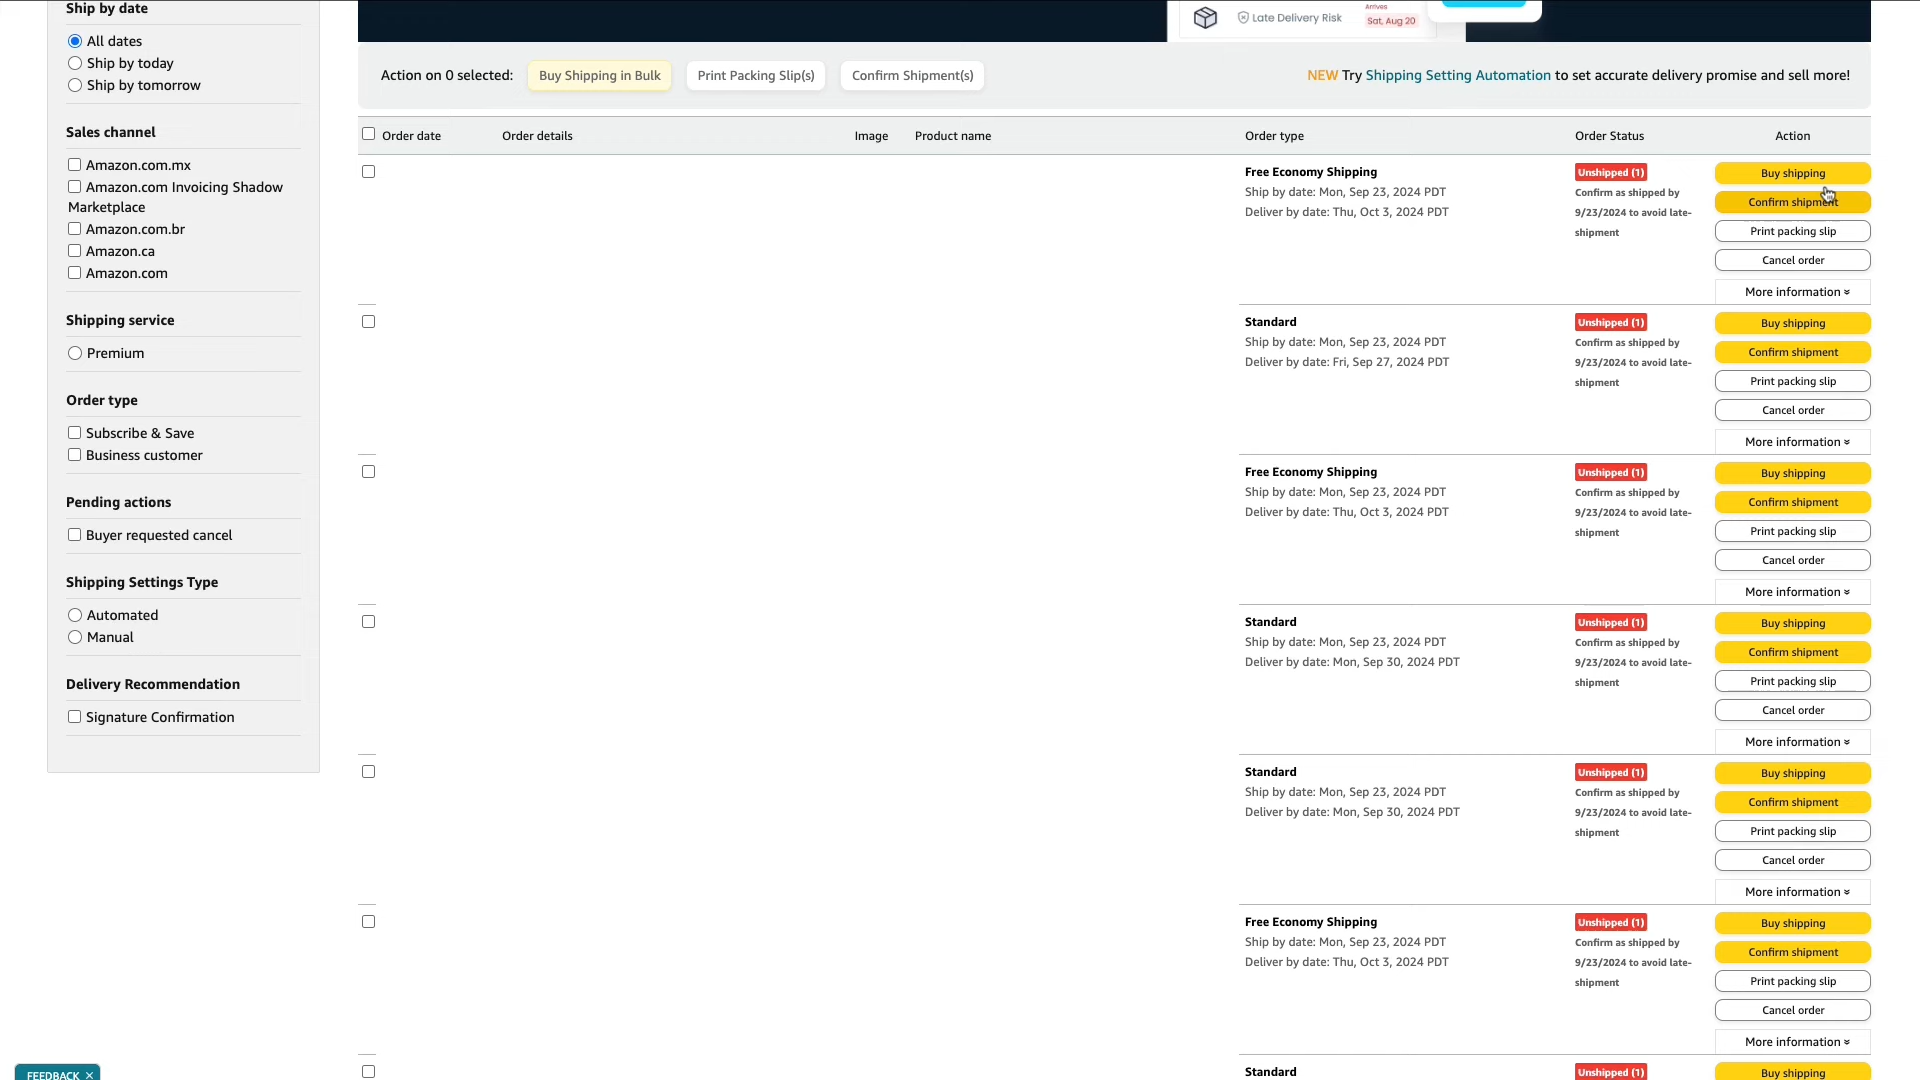 Ship by date
All dates
Ship by today
Ship by tomorrow
Sales channel
Amazon.com.mx
Amazon.com Invoicing Shadow
Marketplace
Amazon.com.br
Amazon.ca
Amazon.com
Shipping service
Premium
Order type
Subscribe & Save
Business customer
Pending actions
Buyer requested cancel
Shipping Settings Type
Automated
Manual
Delivery Recommendation
Signature Confirmation
FEEDBACK ×
Late Delivery Risk
Arrives
Sat, Aug 20
Action on 0 selected: Buy Shipping in Bulk Print Packing Slip(s) Confirm Shipment(s) NEW Try Shipping Setting Automation to set accurate delivery promise and sell more!
Order date Order details Image Product name Order type Order Status Action
Free Economy Shipping
Ship by date: Mon, Sep 23, 2024 PDT
Deliver by date: Thu, Oct 3, 2024 PDT
Unshipped (1)
Confirm as shipped by
9/23/2024 to avoid late-
shipment
Buy shipping
Confirm shipment
Print packing slip
Cancel order
More information
Standard
Ship by date: Mon, Sep 23, 2024 PDT
Deliver by date: Fri, Sep 27, 2024 PDT
Unshipped (1)
Confirm as shipped by
9/23/2024 to avoid late-
shipment
Buy shipping
Confirm shipment
Print packing slip
Cancel order
More information
Free Economy Shipping
Ship by date: Mon, Sep 23, 2024 PDT
Deliver by date: Thu, Oct 3, 2024 PDT
Unshipped (1)
Confirm as shipped by
9/23/2024 to avoid late-
shipment
Buy shipping
Confirm shipment
Print packing slip
Cancel order
More information
Standard
Ship by date: Mon, Sep 23, 2024 PDT
Deliver by date: Mon, Sep 30, 2024 PDT
Unshipped (1)
Confirm as shipped by
9/23/2024 to avoid late-
shipment
Buy shipping
Confirm shipment
Print packing slip
Cancel order
More information
Standard
Ship by date: Mon, Sep 23, 2024 PDT
Deliver by date: Mon, Sep 30, 2024 PDT
Unshipped (1)
Confirm as shipped by
9/23/2024 to avoid late-
shipment
Buy shipping
Confirm shipment
Print packing slip
Cancel order
More information
Free Economy Shipping
Ship by date: Mon, Sep 23, 2024 PDT
Deliver by date: Thu, Oct 3, 2024 PDT
Unshipped (1)
Confirm as shipped by
9/23/2024 to avoid late-
shipment
Buy shipping
Confirm shipment
Print packing slip
Cancel order
More information
Standard
Unshipped (1)
Buy shipping